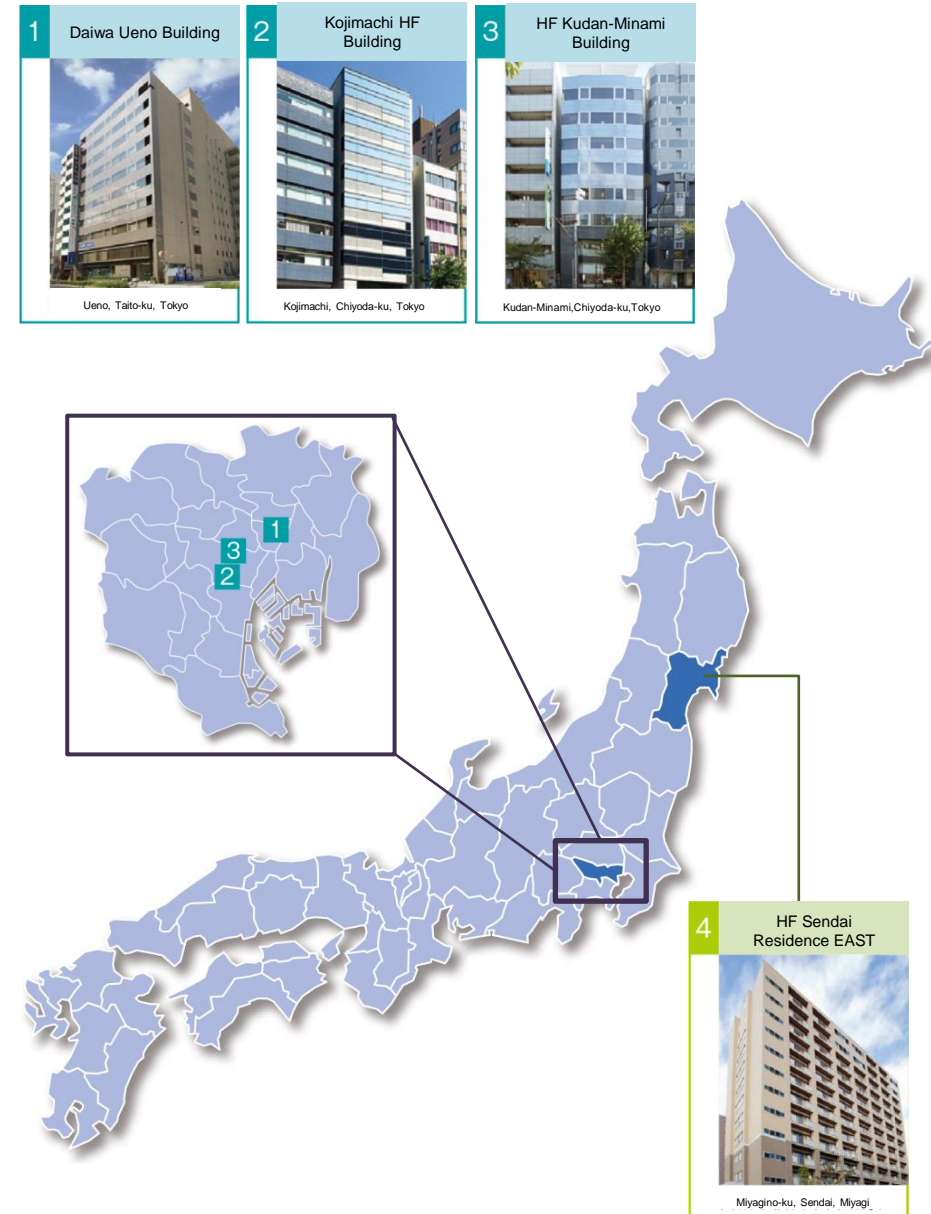 1
Daiwa Ueno Building
Ueno, Taito-ku, Tokyo
2
Kojimachi HF
Building
Kojimachi, Chiyoda-ku, Tokyo
3
HF Kudan-Minami
Building
Kudan-Minami,Chiyoda-ku,Tokyo
1
3
2
4
HF Sendai
Residence EAST
Miyagino-ku, Sendai, Miyagi